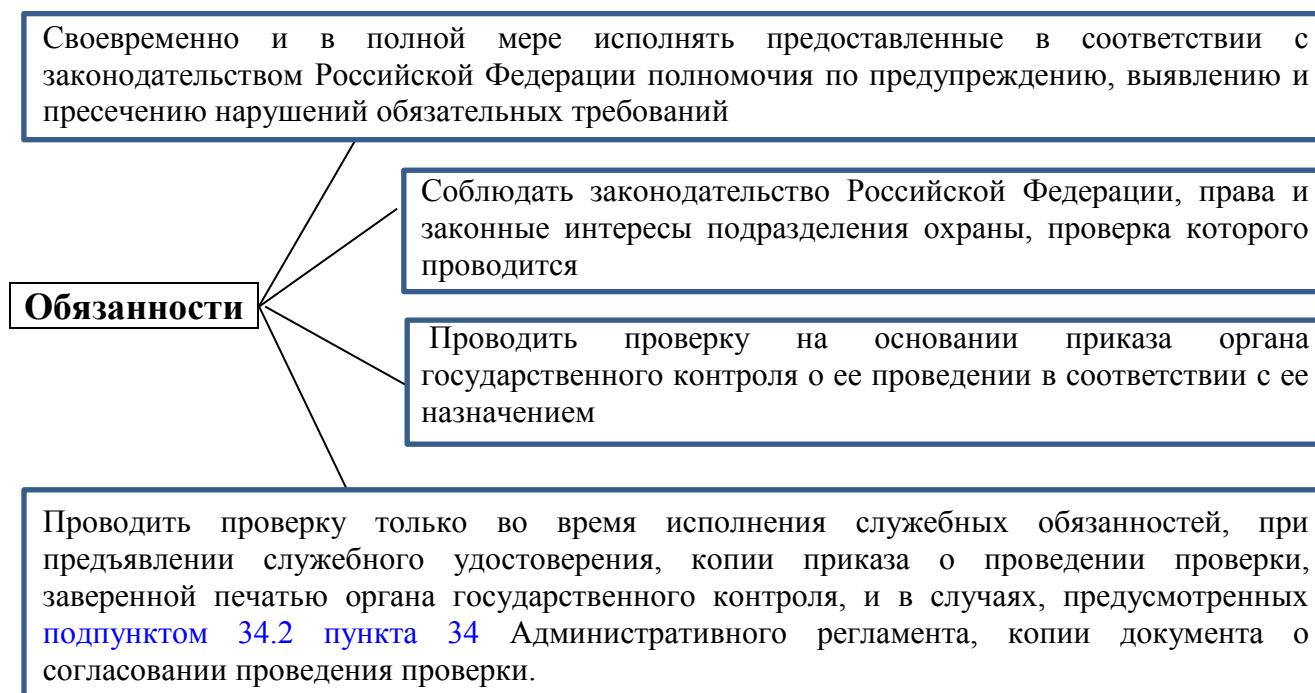 Своевременно и в полной мере исполнять предоставленные в соответствии с
законодательством Российской Федерации полномочия по предупреждению, выявлению и
пресечению нарушений обязательных требований
Соблюдать законодательство Российской Федерации, права и
законные интересы подразделения охраны, проверка которого
проводится
Обязанности
Проводить проверку на основании приказа органа
государственного контроля о ее проведении в соответствии с ее
назначением
Проводить проверку только во время исполнения служебных обязанностей, при
предъявлении служебного удостоверения, копии приказа о проведении проверки,
заверенной печатью органа государственного контроля, и в случаях, предусмотренных
подпунктом 34.2 пункта 34 Административного регламента, копии документа о
согласовании проведения проверки.